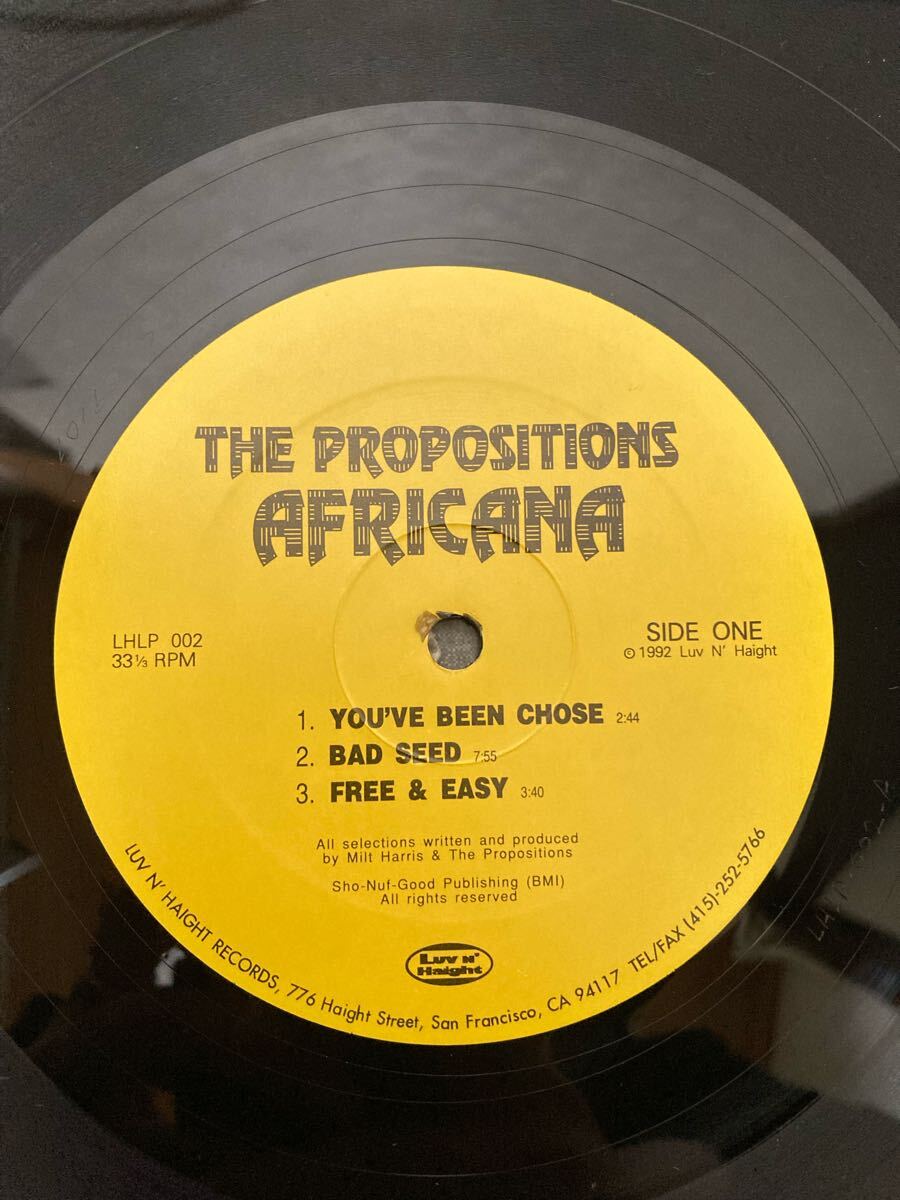 THE PROPOSITIONS
AFRICANA
LHLP 002
33⅓ RPM
SIDE ONE
© 1992 Luv N' Haight
1. YOU'VE BEEN CHOSE 2:44
2. BAD SEED 7:55
3. FREE & EASY 3:40
All selections written and produced
by Milt Harris & The Propositions
Sho-Nuf-Good Publishing (BMI)
All rights reserved
LUV N'
Haight
LUV N' HAIGHT RECORDS, 776 Haight Street, San Francisco, CA 94117 TEL/FAX (415)-252-5766